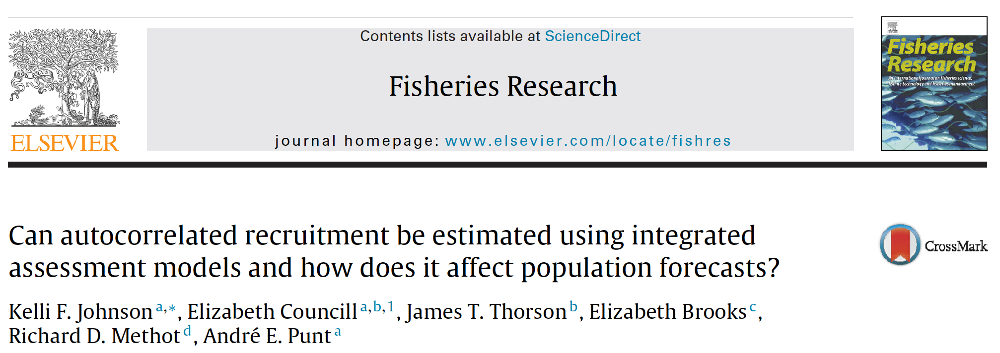 Contents lists available at ScienceDirect
Fisheries Research
journal homepage: www.elsevier.com/locate/fishres
NON SOLUS
ELSEVIER
Fisheries
Research
An international journal on fisheries science,
fishing technology and fisheries management
Can autocorrelated recruitment be estimated using integrated
assessment models and how does it affect population forecasts?
CrossMark
Kelli F. Johnson a,*, Elizabeth Councill a,b,1, James T. Thorson b, Elizabeth Brooks c,
Richard D. Methot d, André E. Punt a